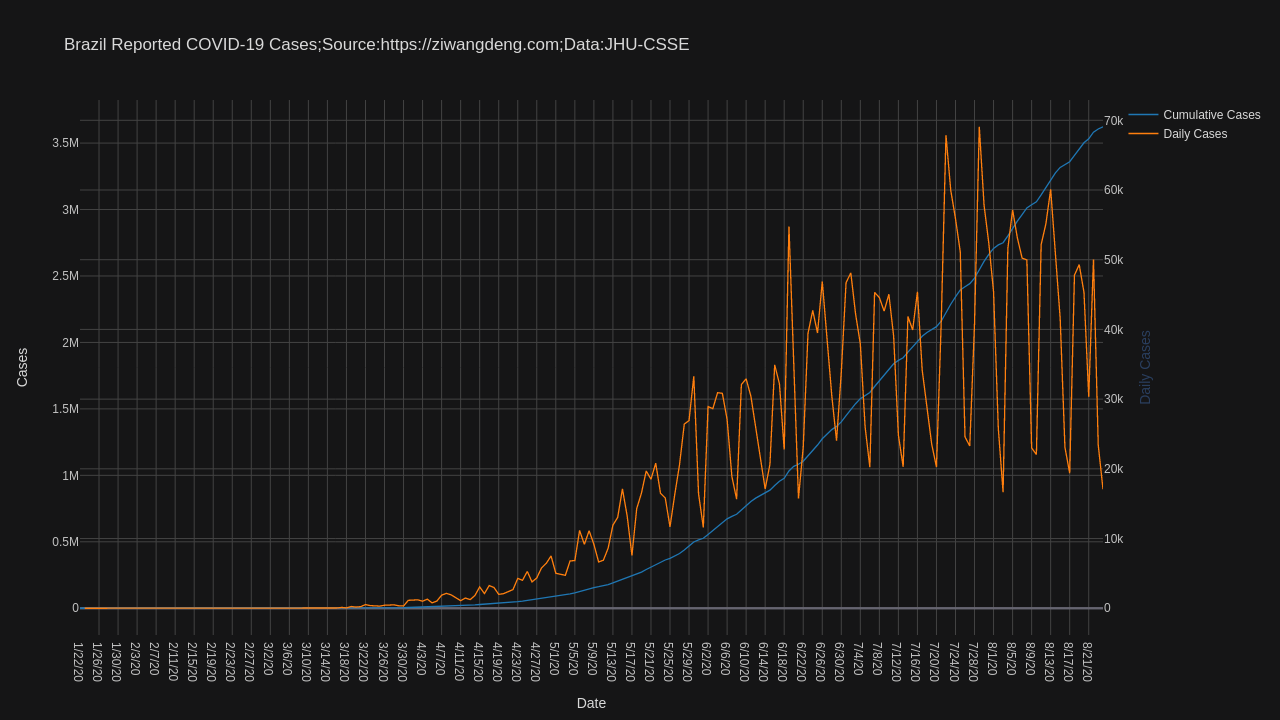 Brazil Reported COVID-19 Cases;Source:https://ziwangdeng.com;Data:JHU-CSSE
Cumulative Cases
Daily Cases
3.5M
3M
2.5M
2M
1.5M
1M
0.5M
0
Cases
70k
60k
50k
40k
30k
20k
10k
0
Daily Cases
1/22/20
1/26/20
1/30/20
2/3/20
2/7/20
2/11/20
2/15/20
2/19/20
2/23/20
2/27/20
3/2/20
3/6/20
3/10/20
3/14/20
3/18/20
3/22/20
3/26/20
3/30/20
4/3/20
4/7/20
4/11/20
4/15/20
4/19/20
4/23/20
4/27/20
5/1/20
5/5/20
5/9/20
5/13/20
5/17/20
5/21/20
5/25/20
5/29/20
6/2/20
6/6/20
6/10/20
6/14/20
6/18/20
6/22/20
6/26/20
6/30/20
7/4/20
7/8/20
7/12/20
7/16/20
7/20/20
7/24/20
7/28/20
8/1/20
8/5/20
8/9/20
8/13/20
8/17/20
8/21/20
Date